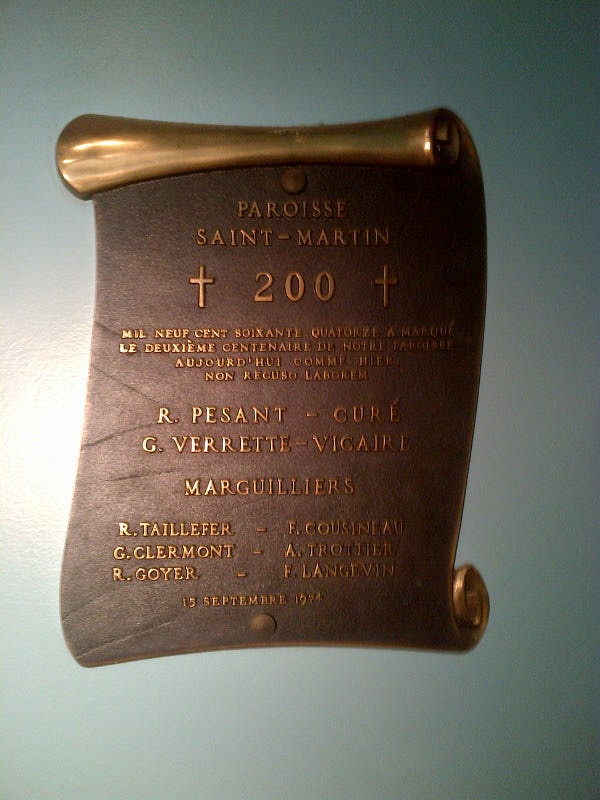 PAROISSE
SAINT-MARTIN
✝ 200 ✝
MIL NEUF CENT SOIXANTE QUATORZE A MARQUÉ
LE DEUXIÈME CENTENAIRE DE NOTRE PAROISSE
AUJOURD'HUI COMME HIER
NON RECUSO LABOREM
R. PESANT - CURÉ
G. VERRETTE-VICAIRE
MARGUILLIERS
R. TAILLEFER - F. COUSINEAU
G. CLERMONT - A. TROTTIER
R. GOYER - F. LANGEVIN
15 SEPTEMBRE 1974